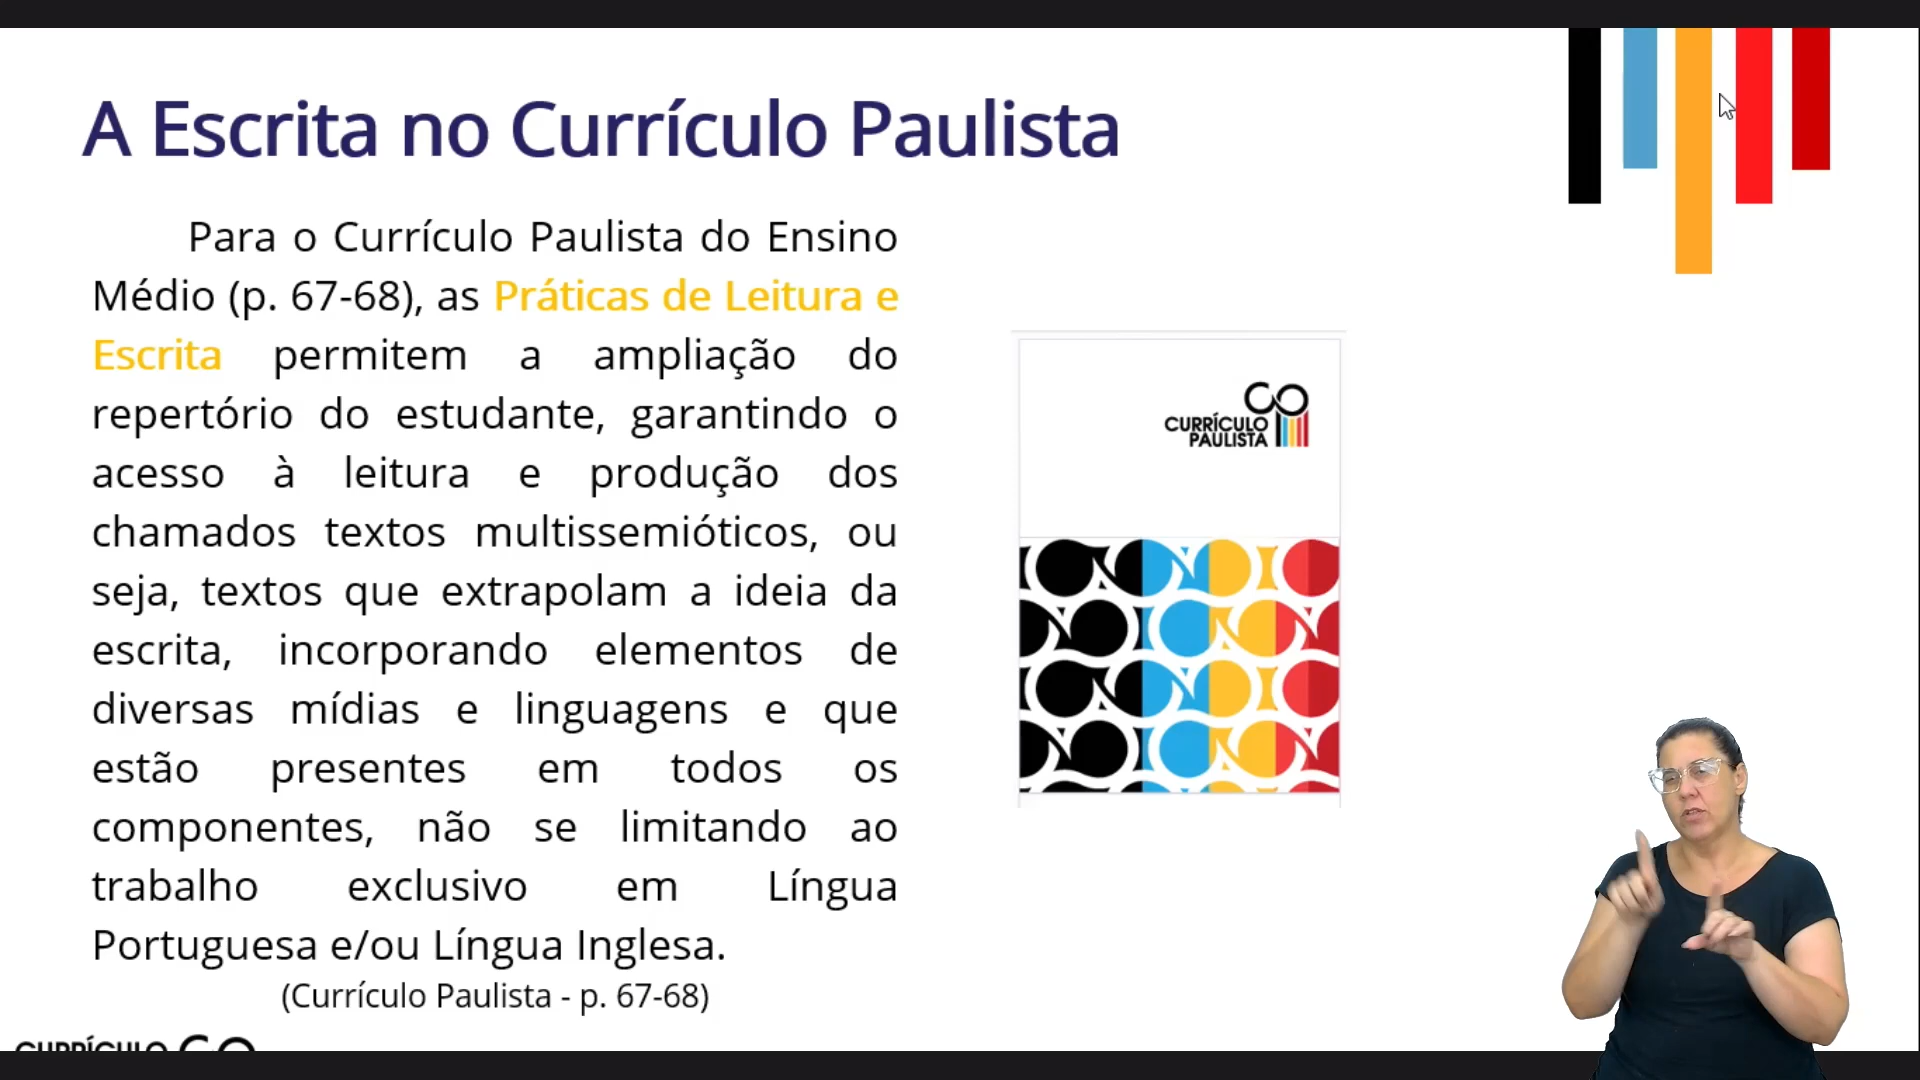 A Escrita no Currículo Paulista
Para o Currículo Paulista do Ensino
Médio (p. 67-68), as Práticas de Leitura e
Escrita permitem a ampliação do
repertório do estudante, garantindo o
acesso à leitura e produção dos
chamados textos multissemióticos, ou
seja, textos que extrapolam a ideia da
escrita, incorporando elementos de
diversas mídias e linguagens e que
estão presentes em todos os
componentes, não se limitando ao
trabalho exclusivo em Língua
Portuguesa e/ou Língua Inglesa.
(Currículo Paulista - p. 67-68)
CURRÍCULO
PAULISTA
CURRÍCULO